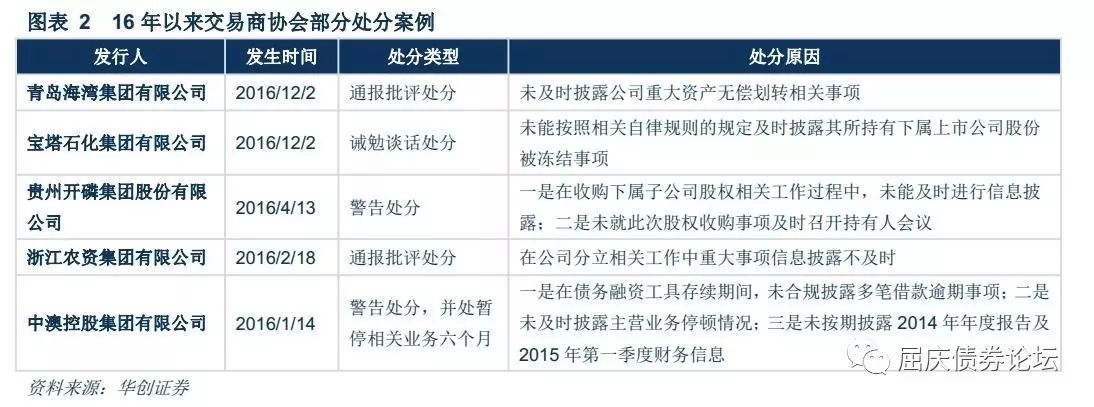 图表 2 16 年以来交易商协会部分处分案例
发行人 发生时间 处分类型 处分原因
青岛海湾集团有限公司 2016/12/2 通报批评处分 未及时披露公司重大资产无偿划转相关事项
宝塔石化集团有限公司 2016/12/2 诫勉谈话处分 未能按照相关自律规则的规定及时披露其所持有下属上市公司股份
被冻结事项
贵州开磷集团股份有限
公司 2016/4/13 警告处分 一是在收购下属子公司股权相关工作过程中，未能及时进行信息披
露；二是未就此次股权收购事项及时召开持有人会议
浙江农资集团有限公司 2016/2/18 通报批评处分 在公司分立相关工作中重大事项信息披露不及时
中澳控股集团有限公司 2016/1/14 警告处分，并处暂
停相关业务六个月 一是在债务融资工具存续期间，未合规披露多笔借款逾期事项；二是
未及时披露主营业务停顿情况；三是未按期披露 2014 年年度报告及
2015 年第一季度财务信息
资料来源：华创证券
屈庆债券论坛